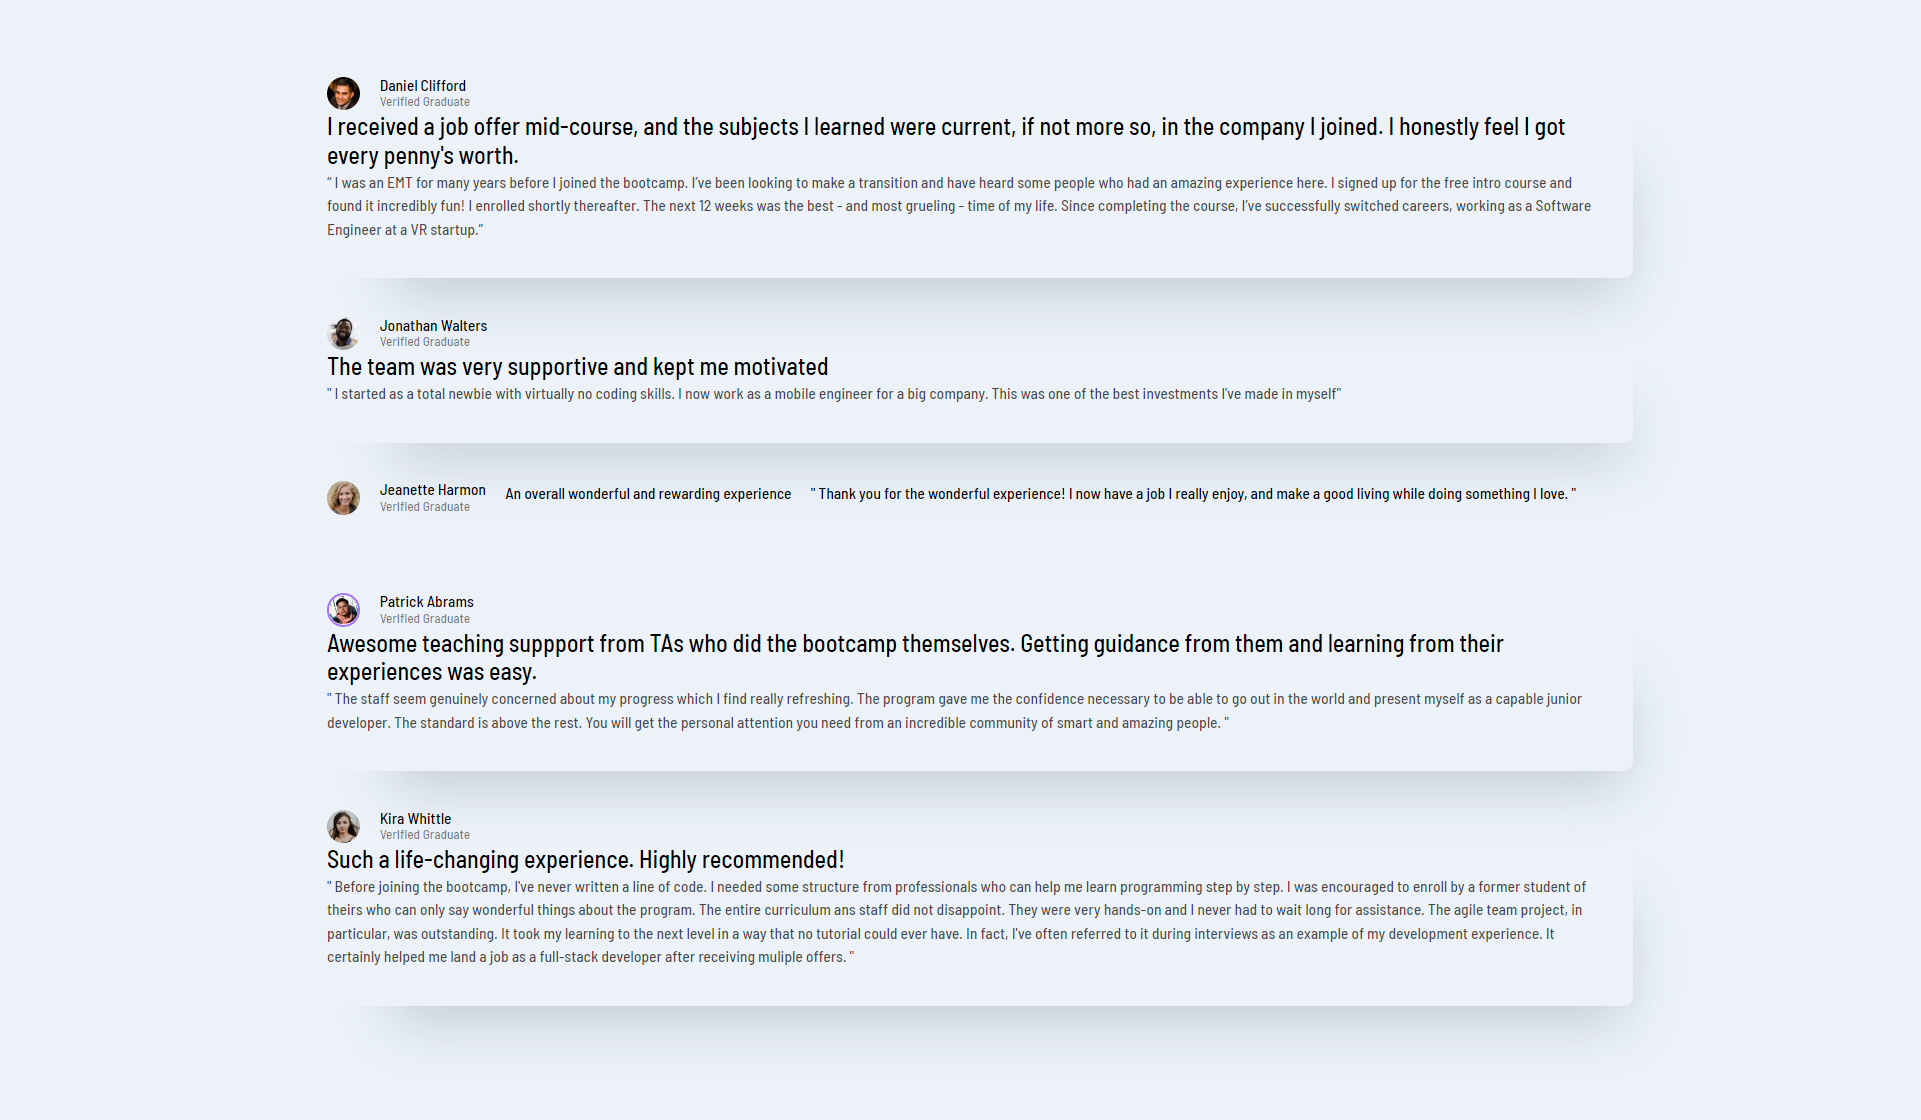 Daniel Clifford
Verified Graduate
I received a job offer mid-course, and the subjects I learned were current, if not more so, in the company I joined. I honestly feel I got
every penny's worth.
“ I was an EMT for many years before I joined the bootcamp. I’ve been looking to make a transition and have heard some people who had an amazing experience here. I signed up for the free intro course and
found it incredibly fun! I enrolled shortly thereafter. The next 12 weeks was the best - and most grueling - time of my life. Since completing the course, I’ve successfully switched careers, working as a Software
Engineer at a VR startup.”
Jonathan Walters
Verified Graduate
The team was very supportive and kept me motivated
" I started as a total newbie with virtually no coding skills. I now work as a mobile engineer for a big company. This was one of the best investments I've made in myself"
Jeanette Harmon
Verified Graduate
An overall wonderful and rewarding experience
" Thank you for the wonderful experience! I now have a job I really enjoy, and make a good living while doing something I love. "
Patrick Abrams
Verified Graduate
Awesome teaching suppport from TAs who did the bootcamp themselves. Getting guidance from them and learning from their
experiences was easy.
" The staff seem genuinely concerned about my progress which I find really refreshing. The program gave me the confidence necessary to be able to go out in the world and present myself as a capable junior
developer. The standard is above the rest. You will get the personal attention you need from an incredible community of smart and amazing people. "
Kira Whittle
Verified Graduate
Such a life-changing experience. Highly recommended!
" Before joining the bootcamp, I've never written a line of code. I needed some structure from professionals who can help me learn programming step by step. I was encouraged to enroll by a former student of
theirs who can only say wonderful things about the program. The entire curriculum ans staff did not disappoint. They were very hands-on and I never had to wait long for assistance. The agile team project, in
particular, was outstanding. It took my learning to the next level in a way that no tutorial could ever have. In fact, I've often referred to it during interviews as an example of my development experience. It
certainly helped me land a job as a full-stack developer after receiving muliple offers. "